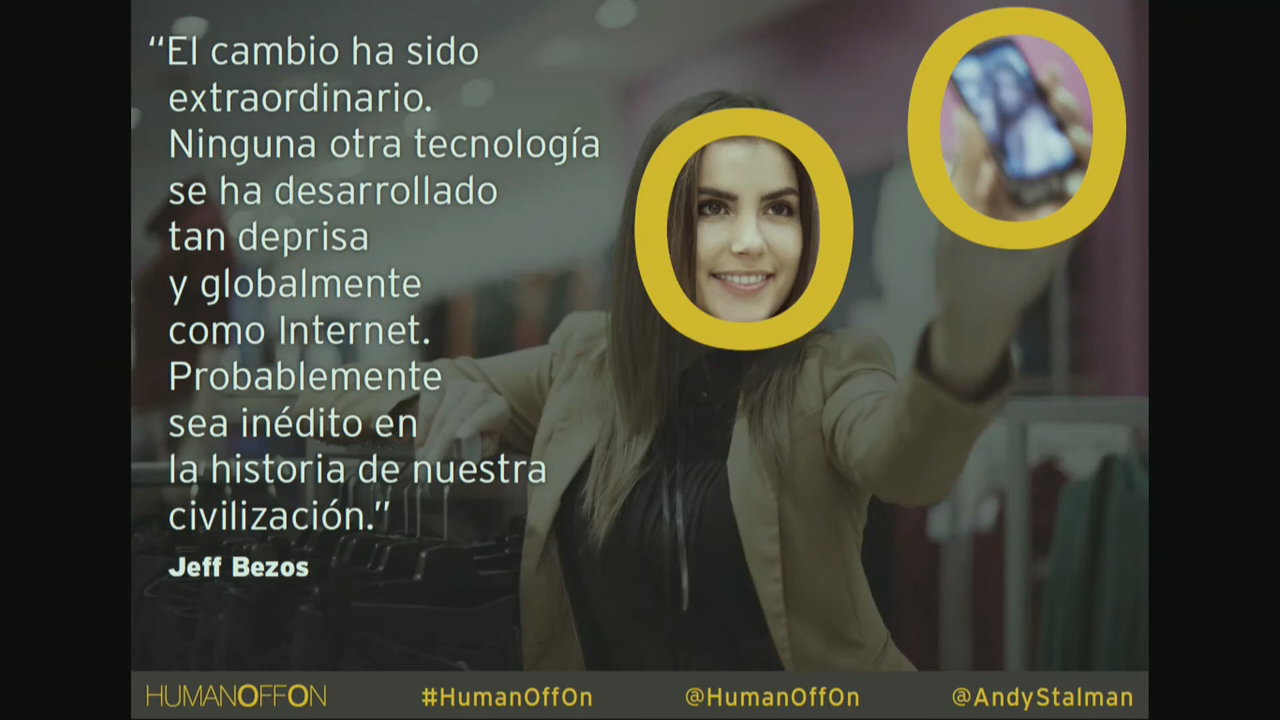 “El cambio ha sido
extraordinario.
Ninguna otra tecnología
se ha desarrollado
tan deprisa
y globalmente
como Internet.
Probablemente
sea inédito en
la historia de nuestra
civilización.”
Jeff Bezos
HUMANOFFON #HumanOffOn @HumanOffOn @AndyStalman